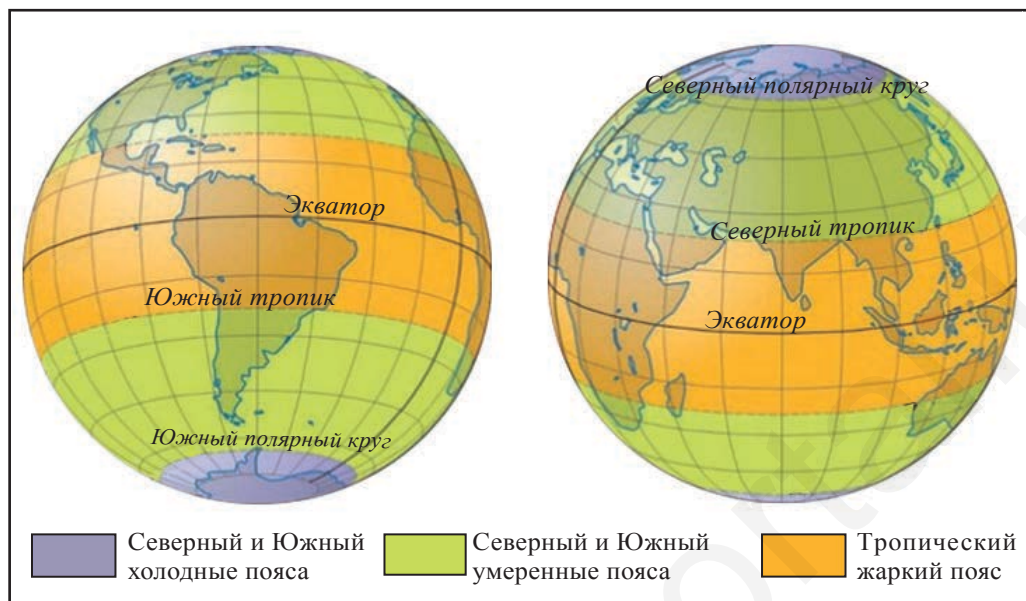 Экватор
Южный тропик
Южный полярный круг
Северный полярный круг
Северный тропик
Экватор
Северный и Южный
холодные пояса
Северный и Южный
умеренные пояса
Тропический
жаркий пояс